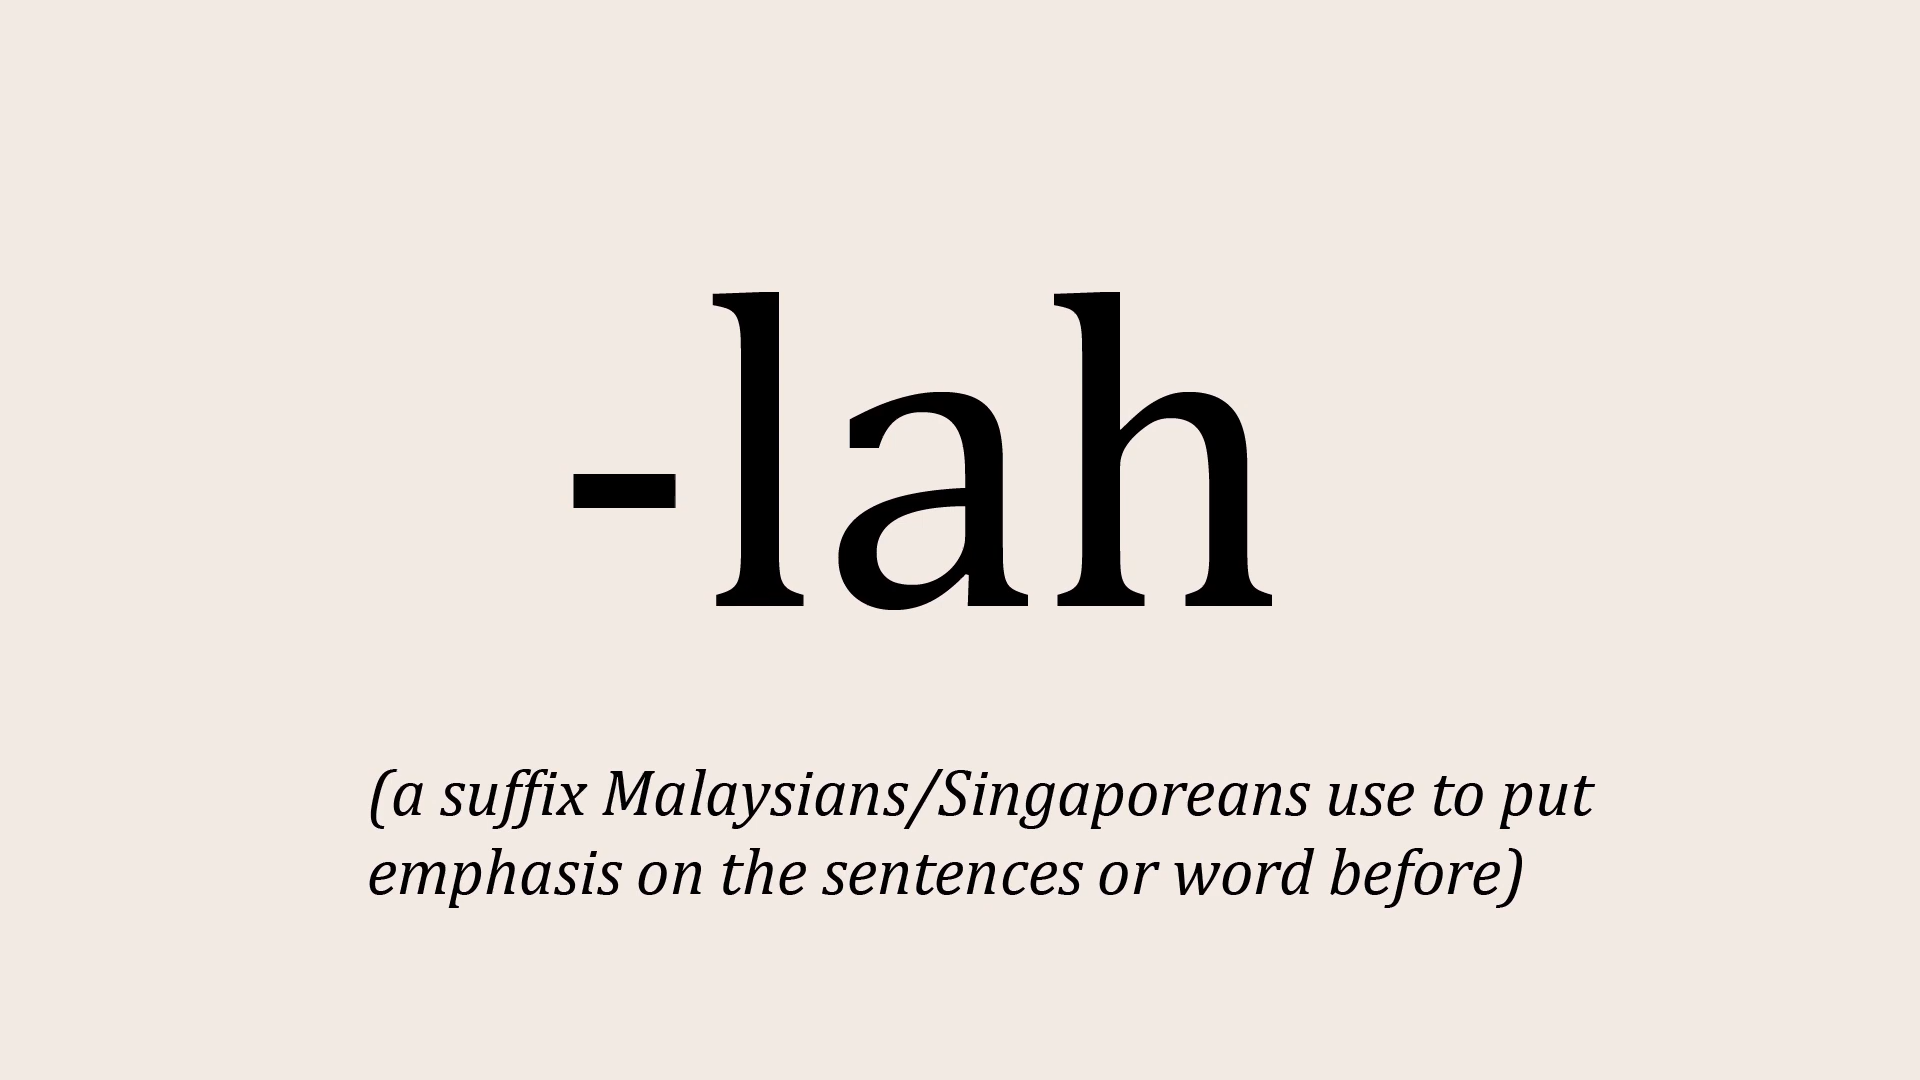 -lah
(a suffix Malaysians/Singaporeans use to put
emphasis on the sentences or word before)